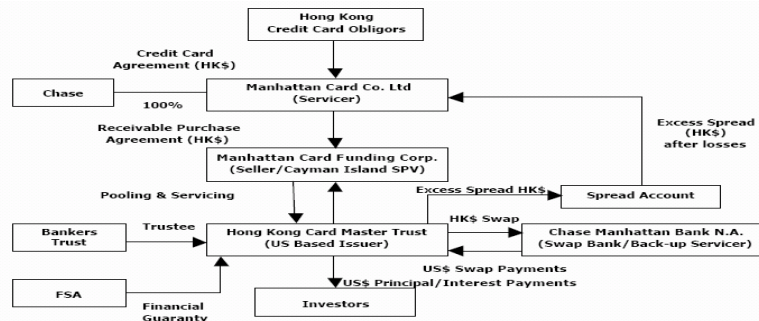 Hong Kong
Credit Card Obligors
Credit Card
Agreement (HK$)
Chase
100%
Manhattan Card Co. Ltd
(Servicer)
Receivable Purchase
Agreement (HK$)
Excess Spread
(HK$)
after losses
Manhattan Card Funding Corp.
(Seller/Cayman Island SPV)
Pooling & Servicing
Excess Spread HK$
Spread Account
Bankers
Trust
Trustee
Hong Kong Card Master Trust
(US Based Issuer)
HK$ Swap
Chase Manhattan Bank N.A.
(Swap Bank/Back-up Servicer)
US$ Swap Payments
US$ Principal/Interest Payments
FSA
Financial
Guaranty
Investors